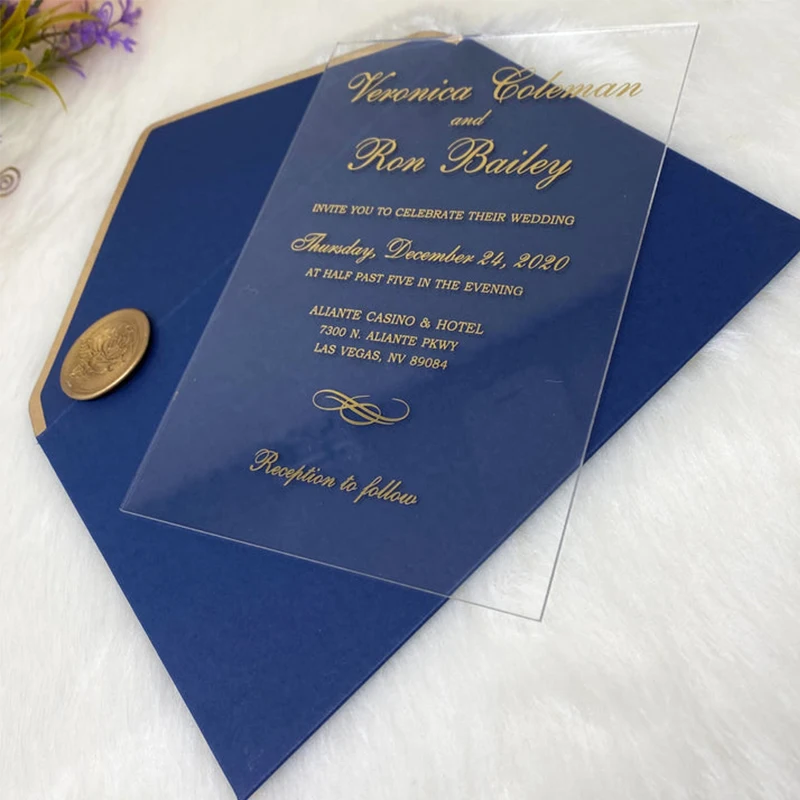 Veronica Coleman
and
Ron Bailey
INVITE YOU TO CELEBRATE THEIR WEDDING
Thursday, December 24, 2020
AT HALF PAST FIVE IN THE EVENING
ALIANTE CASINO & HOTEL
7300 N. ALIANTE PKWY
LAS VEGAS, NV 89084
Reception to follow